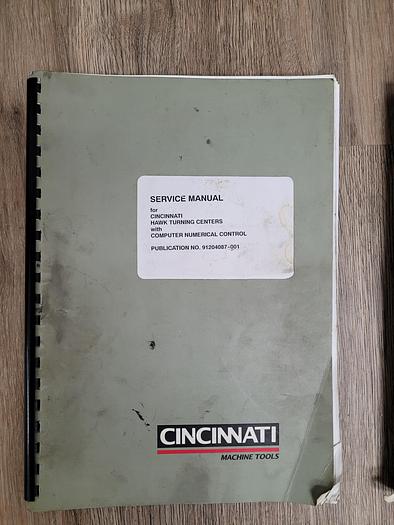 SERVICE MANUAL
for
CINCINNATI
HAWK TURNING CENTERS
with
COMPUTER NUMERICAL CONTROL
PUBLICATION NO. 91204087-001
CINCINNATI
MACHINE TOOLS